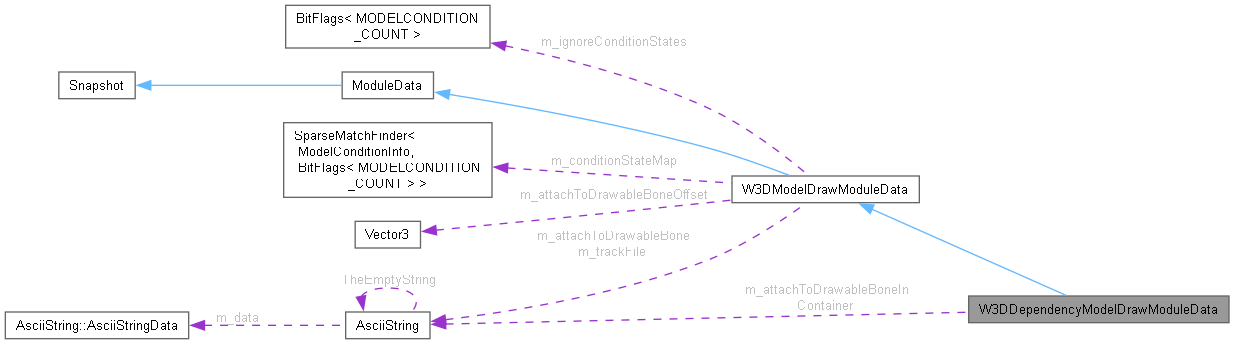 BitFlags< MODELCONDITION
_COUNT >
m_ignoreConditionStates
Snapshot
ModuleData
SparseMatchFinder<
ModelConditionInfo,
BitFlags< MODELCONDITION
_COUNT > >
m_conditionStateMap
W3DModelDrawModuleData
m_attachToDrawableBoneOffset
Vector3
m_attachToDrawableBone
m_trackFile
TheEmptyString
m_attachToDrawableBoneIn
Container
W3DDependencyModelDrawModuleData
AsciiString::AsciiStringData
m_data
AsciiString